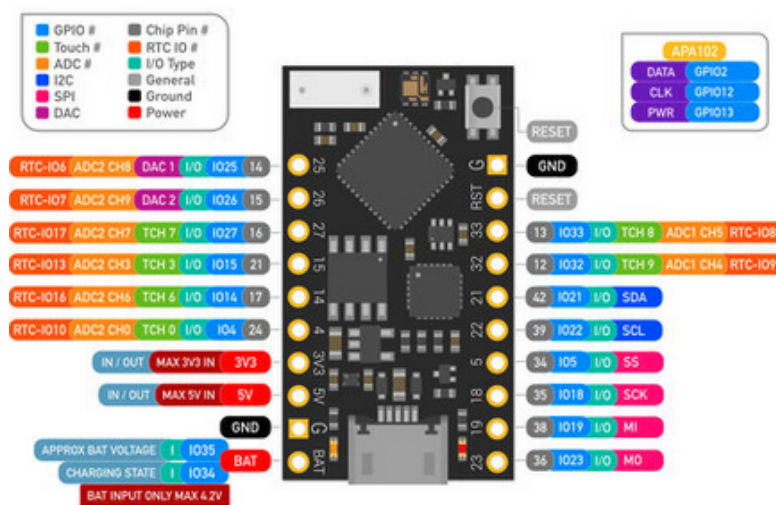 GPIO # Chip Pin #
Touch # RTC IO #
ADC # I/O Type
I2C General
SPI Ground
DAC Power
APA102
DATA GPIO2
CLK GPIO12
PWR GPIO13
RESET
RTC-IO6 ADC2 CH8 DAC 1 I/O IO25 14 25 G GND
RTC-IO7 ADC2 CH9 DAC 2 I/O IO26 15 26 RST RESET
RTC-IO17 ADC2 CH7 TCH 7 I/O IO27 16 27 33 13 IO33 I/O TCH 8 ADC1 CH5 RTC-IO8
RTC-IO13 ADC2 CH3 TCH 3 I/O IO15 21 15 32 12 IO32 I/O TCH 9 ADC1 CH4 RTC-IO9
RTC-IO16 ADC2 CH6 TCH 6 I/O IO14 17 14 21 42 IO21 I/O SDA
RTC-IO10 ADC2 CH0 TCH 0 I/O IO4 24 4 22 39 IO22 I/O SCL
IN / OUT MAX 3V3 IN 3V3 3V3 5 34 IO5 I/O SS
IN / OUT MAX 5V IN 5V 5V 18 35 IO18 I/O SCK
GND G 19 38 IO19 I/O MI
APPROX BAT VOLTAGE I IO35
BAT BAT 23 36 IO23 I/O MO
CHARGING STATE I IO34
BAT INPUT ONLY MAX 4.2V